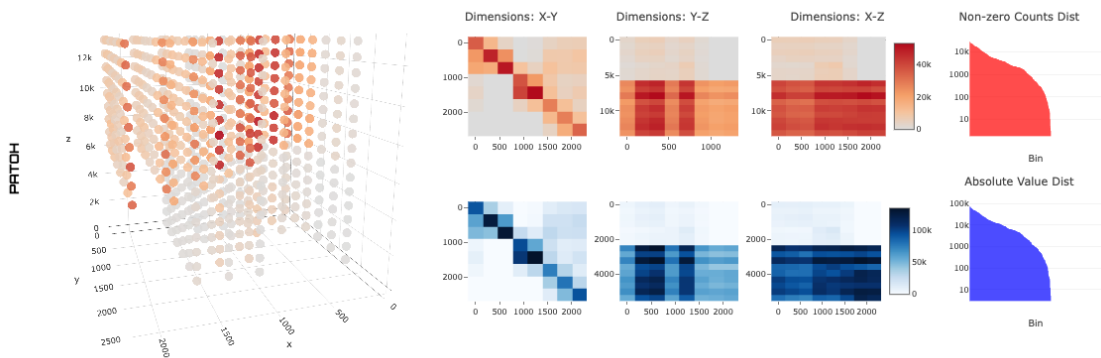 PATOH
12k
10k
8k
6k
4k
2k
0
z
0
500
1000
1500
2000
2500
y
2000
1500
1000
500
0
x
Dimensions: X-Y
0
1000
2000
0 500 1000 1500 2000
Dimensions: Y-Z
0
5k
10k
0 500 1000
Dimensions: X-Z
0
5k
10k
0 500 1000 1500 2000
40k
20k
0
Non-zero Counts Dist
10k
1000
100
10
Bin
0
1000
2000
0 500 1000 1500 2000
0
2000
4000
0 500 1000
0
2000
4000
0 500 1000 1500 2000
100k
50k
0
Absolute Value Dist
100k
10k
1000
100
10
Bin